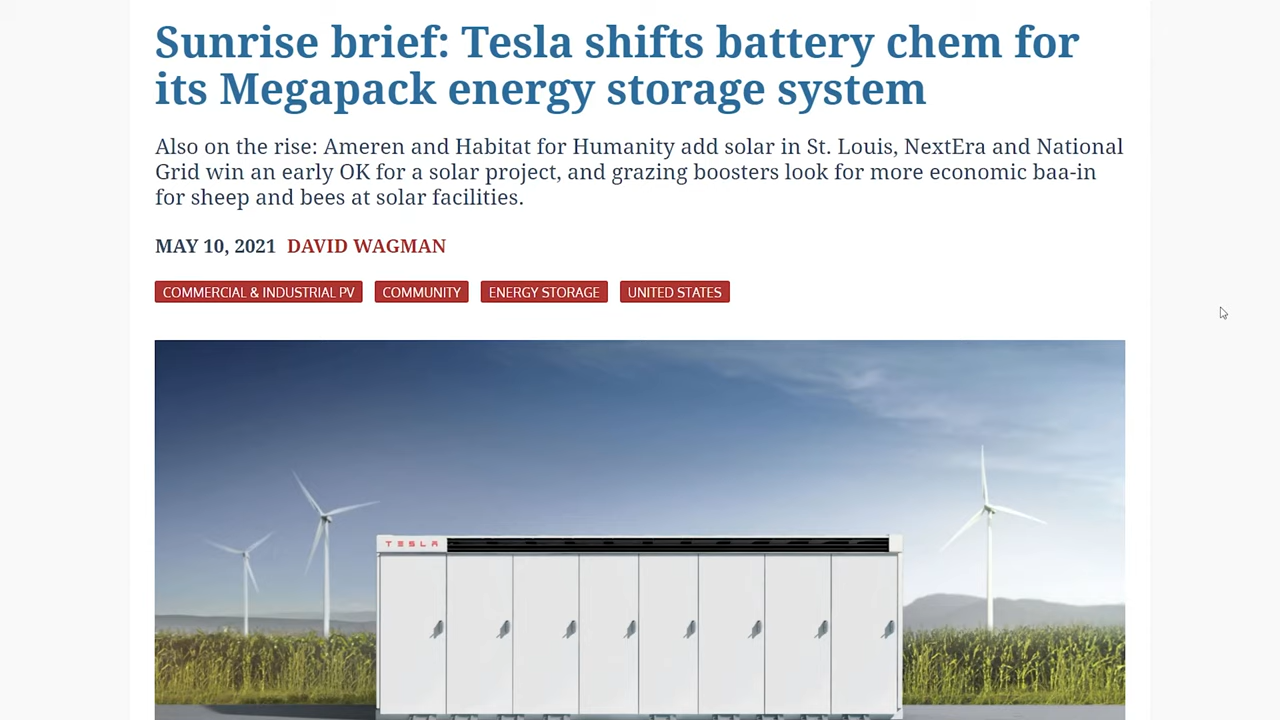 Sunrise brief: Tesla shifts battery chem for
its Megapack energy storage system
Also on the rise: Ameren and Habitat for Humanity add solar in St. Louis, NextEra and National
Grid win an early OK for a solar project, and grazing boosters look for more economic baa-in
for sheep and bees at solar facilities.
MAY 10, 2021 DAVID WAGMAN
COMMERCIAL & INDUSTRIAL PV COMMUNITY ENERGY STORAGE UNITED STATES
TESLA